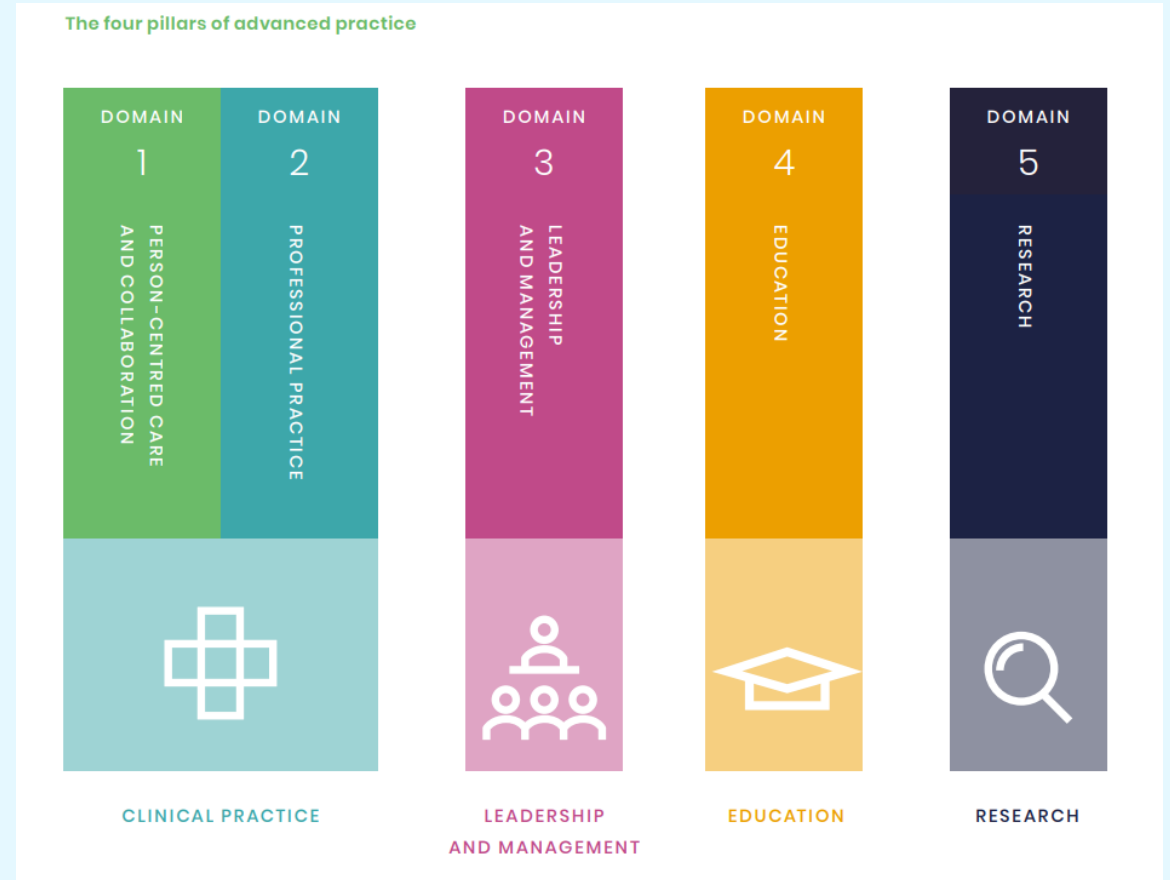 The four pillars of advanced practice
DOMAIN
1
PERSON-CENTRED CARE
AND COLLABORATION
DOMAIN
2
PROFESSIONAL PRACTICE
DOMAIN
3
LEADERSHIP
AND MANAGEMENT
DOMAIN
4
EDUCATION
DOMAIN
5
RESEARCH
CLINICAL PRACTICE
LEADERSHIP
AND MANAGEMENT
EDUCATION
RESEARCH